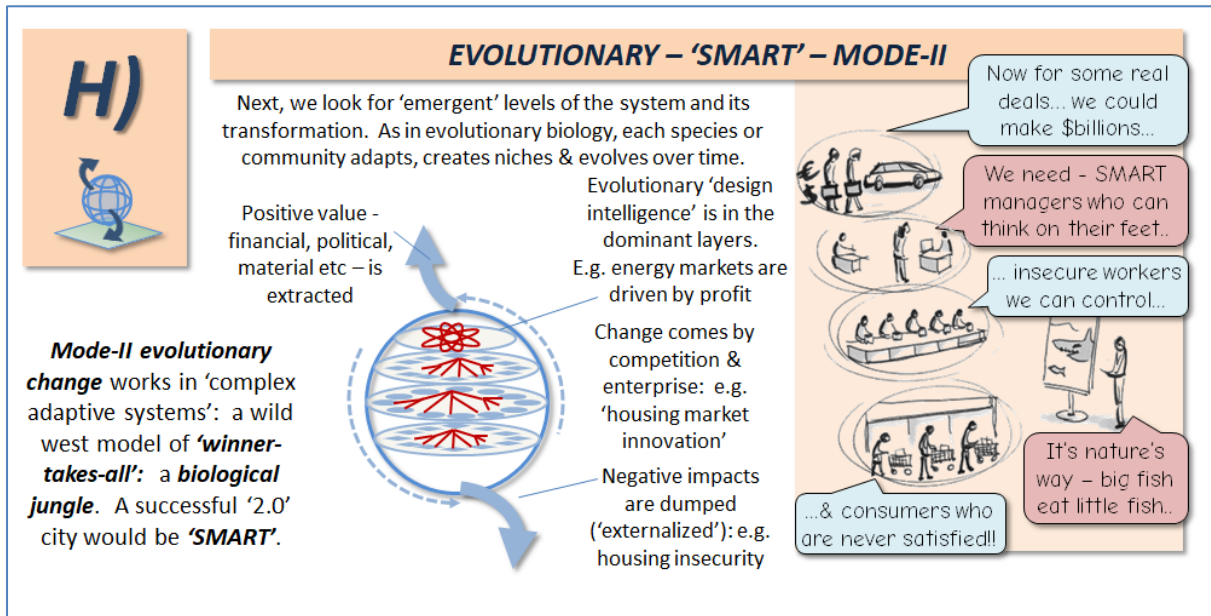 H)
EVOLUTIONARY – ‘SMART’ – MODE-II
Next, we look for ‘emergent’ levels of the system and its
transformation. As in evolutionary biology, each species or
community adapts, creates niches & evolves over time.
Positive value -
financial, political,
material etc – is
extracted
Evolutionary ‘design
intelligence’ is in the
dominant layers.
E.g. energy markets are
driven by profit
Mode-II evolutionary
change works in ‘complex
adaptive systems’: a wild
west model of ‘winner-
takes-all’: a biological
jungle. A successful ‘2.0’
city would be ‘SMART’.
Change comes by
competition &
enterprise: e.g.
‘housing market
innovation’
Negative impacts
are dumped
(‘externalized’): e.g.
housing insecurity
Now for some real
deals... we could
make $billions...
€
$
We need - SMART
managers who can
think on their feet..
... insecure workers
we can control...
It’s nature’s
way – big fish
eat little fish..
...& consumers who
are never satisfied!!